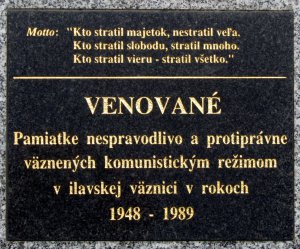 Motto: "Kto stratil majetok, nestratil veľa.
Kto stratil slobodu, stratil mnoho.
Kto stratil vieru - stratil všetko."
VENOVANÉ
Pamiatke nespravodlivo a protiprávne
väznených komunistickým režimom
v ilavskej väznici v rokoch
1948 - 1989